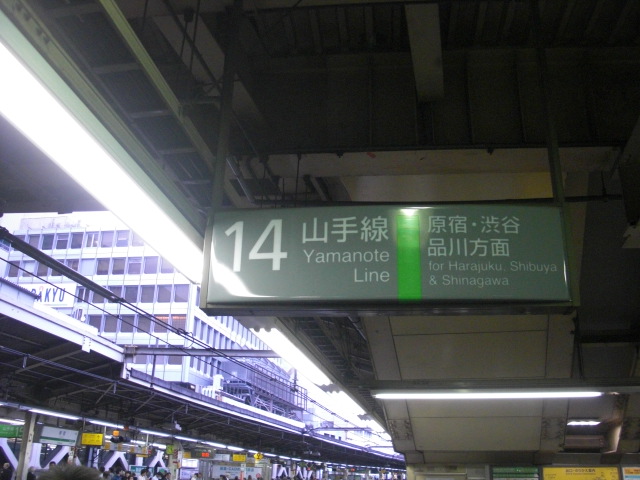 14
山手線
Yamanote
Line
原宿・渋谷
品川方面
for Harajuku, Shibuya
& Shinagawa